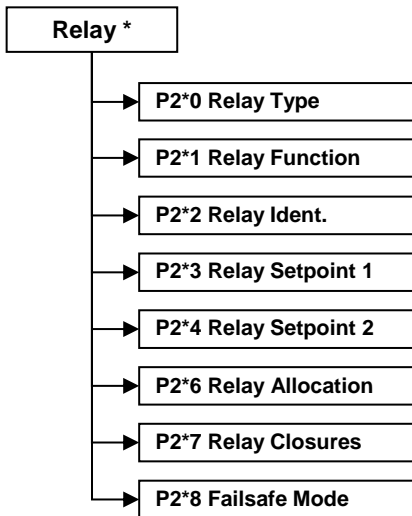 Relay *
P2*0 Relay Type
P2*1 Relay Function
P2*2 Relay Ident.
P2*3 Relay Setpoint 1
P2*4 Relay Setpoint 2
P2*6 Relay Allocation
P2*7 Relay Closures
P2*8 Failsafe Mode